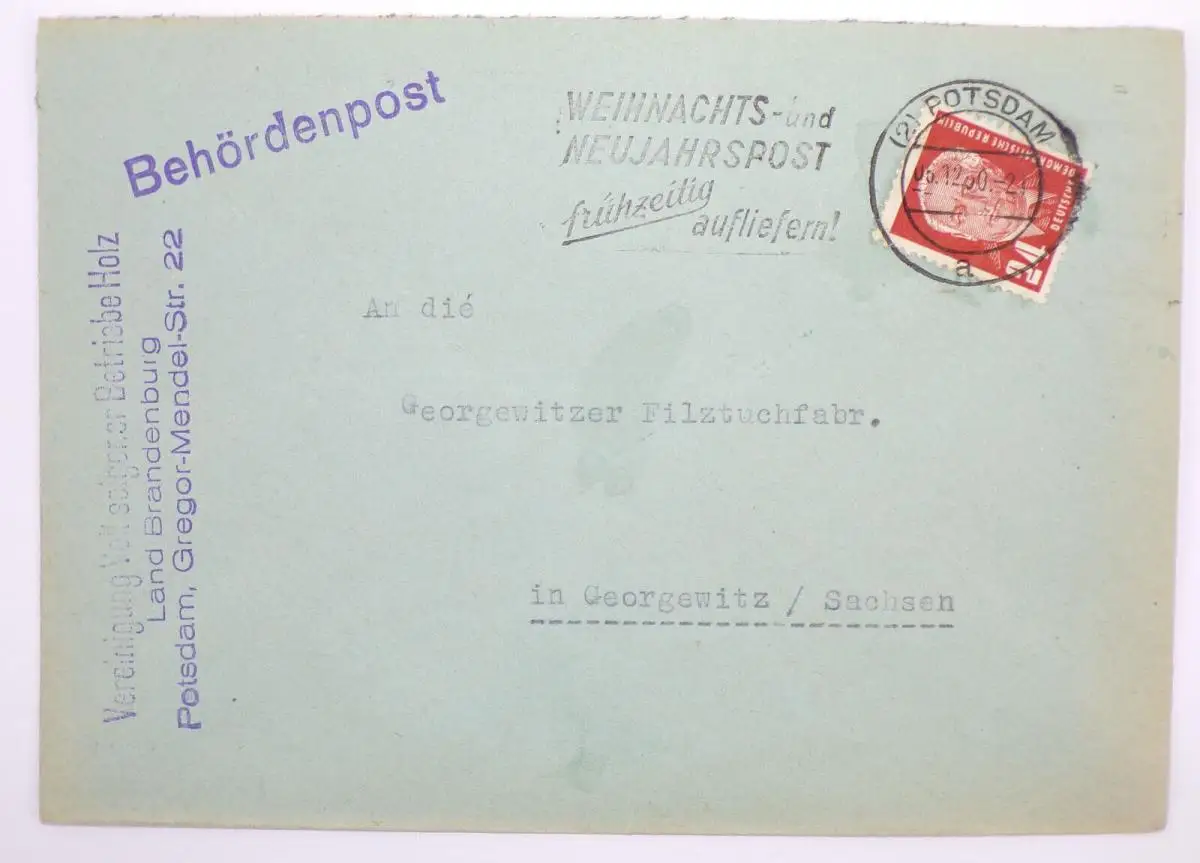 Behördenpost
Vereinigung Volkseigener Betriebe Holz
Land Brandenburg
Potsdam, Gregor-Mendel-Str. 22
WEIHNACHTS- und
NEUJAHRSPOST
frühzeitig
aufliefern!
(2) POTSDAM
a
DEUTSCHE
DEMOKRATISCHE REPUBLIK
An dié
Georgewitzer Filztuchfabr.
in Georgewitz / Sachsen